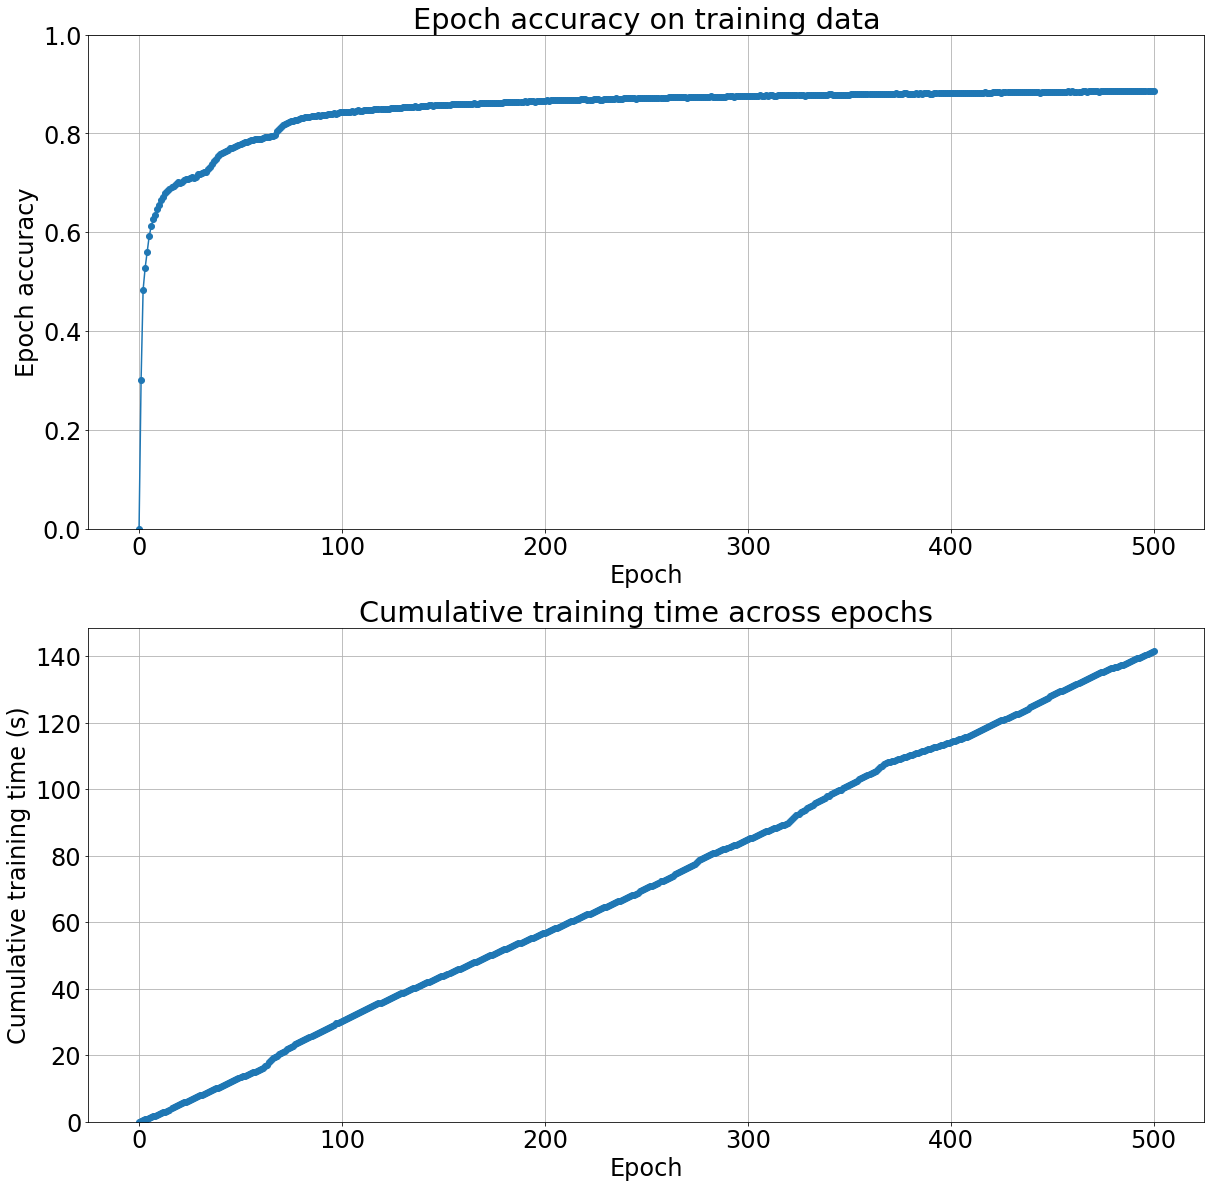 Epoch accuracy on training data
1.0
0.8
0.6
0.4
0.2
0.0
Epoch accuracy
0 100 200 300 400 500
Epoch
Cumulative training time across epochs
140
120
100
80
60
40
20
0
Cumulative training time (s)
0 100 200 300 400 500
Epoch